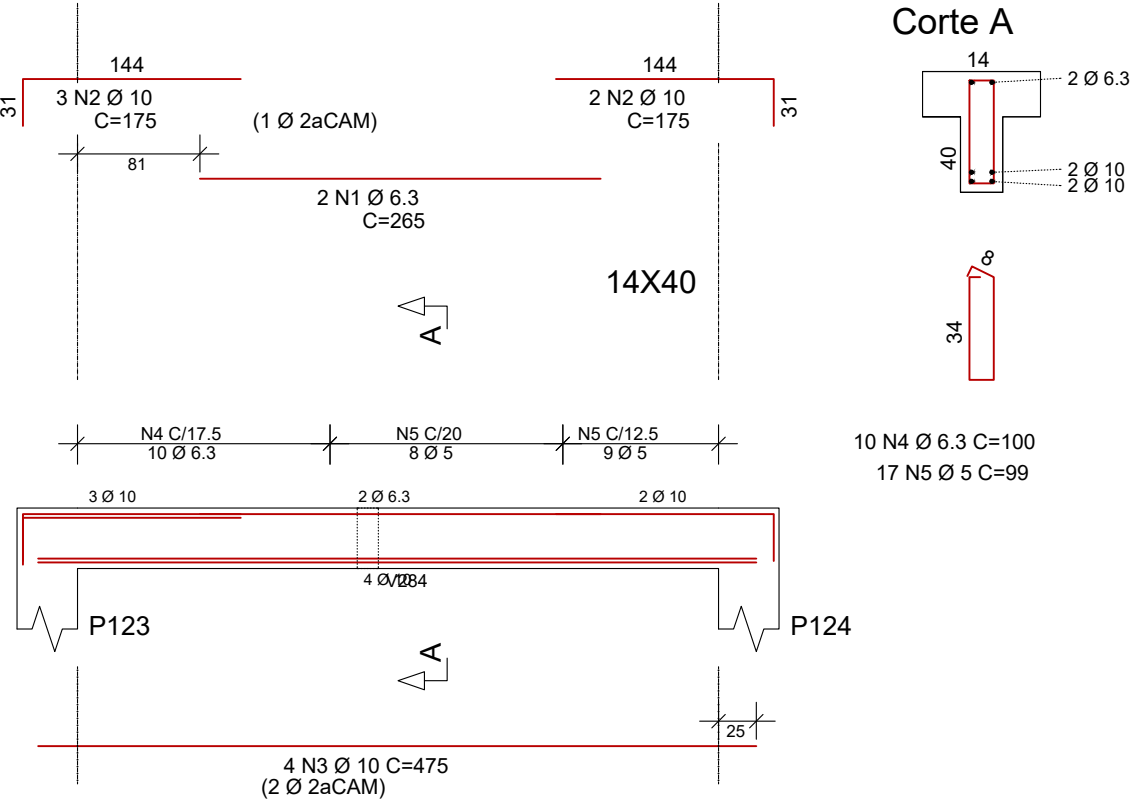 Corte A
144
144
14
31
3 N2 Ø 10
C=175
(1 Ø 2aCAM)
2 N2 Ø 10
C=175
31
2 Ø 6.3
40
2 Ø 10
2 Ø 10
81
2 N1 Ø 6.3
C=265
14X40
A
8
34
N4 C/17.5
10 Ø 6.3
N5 C/20
8 Ø 5
N5 C/12.5
9 Ø 5
10 N4 Ø 6.3 C=100
17 N5 Ø 5 C=99
3 Ø 10
2 Ø 6.3
2 Ø 10
4 Ø 10
V284
P123
P124
A
25
4 N3 Ø 10 C=475
(2 Ø 2aCAM)